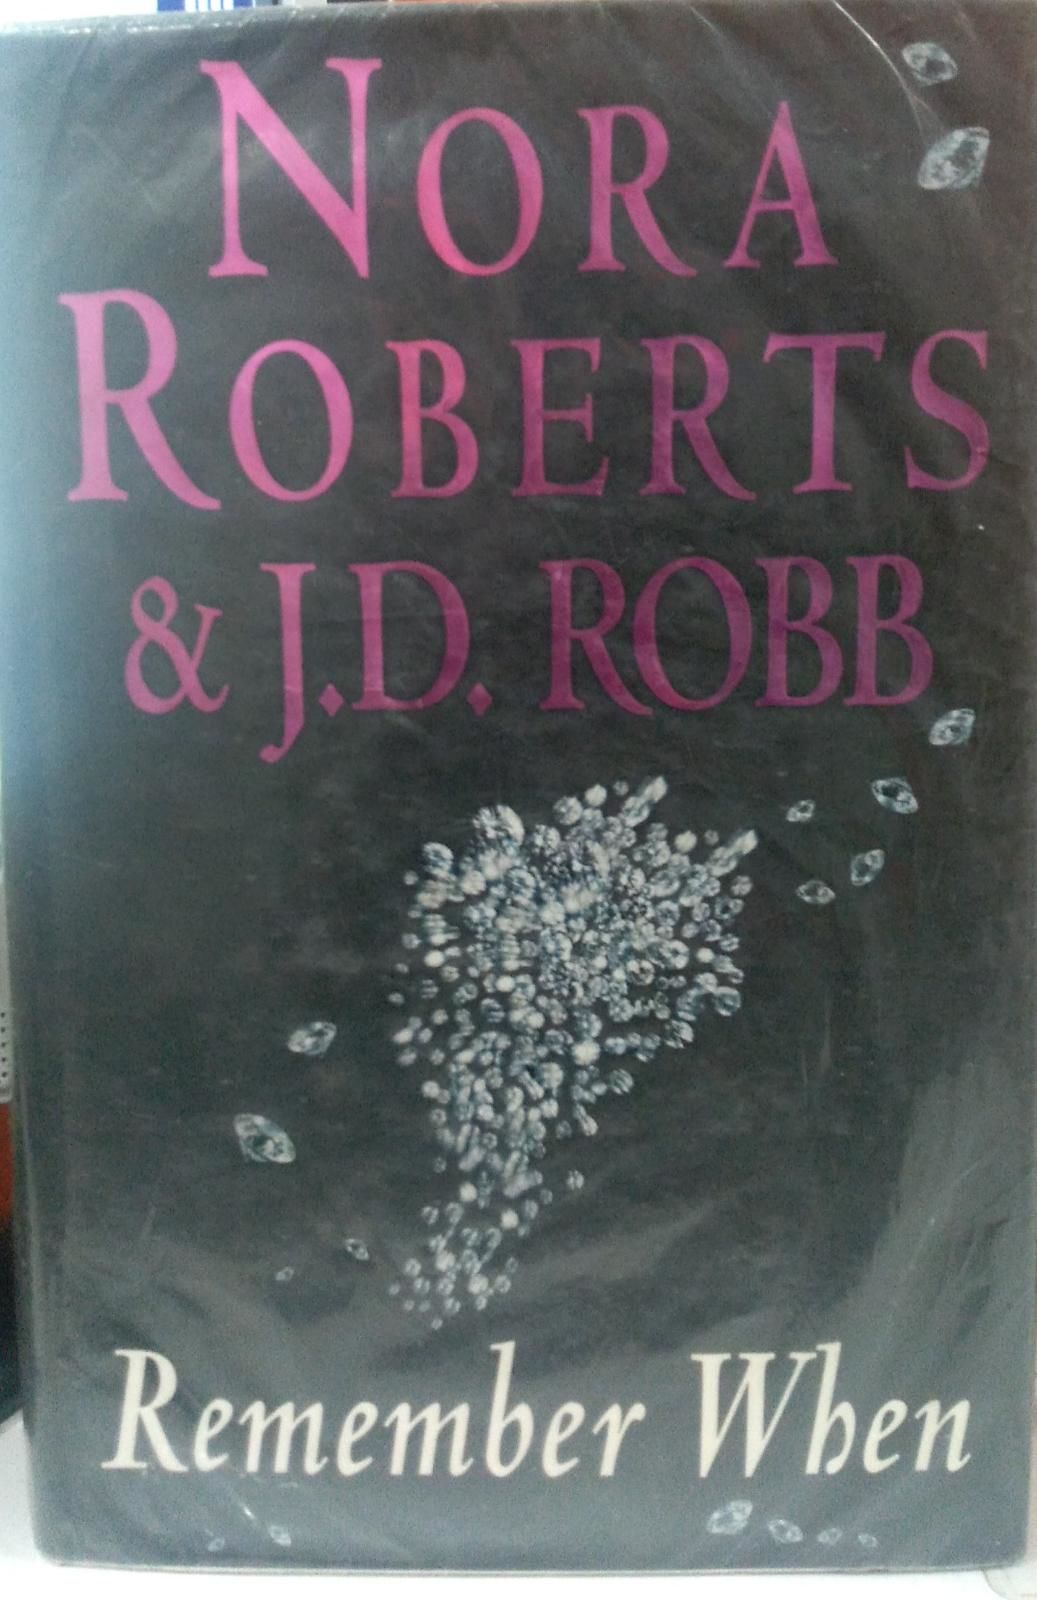 NORA
ROBERTS
& J.D. ROBB
Remember When